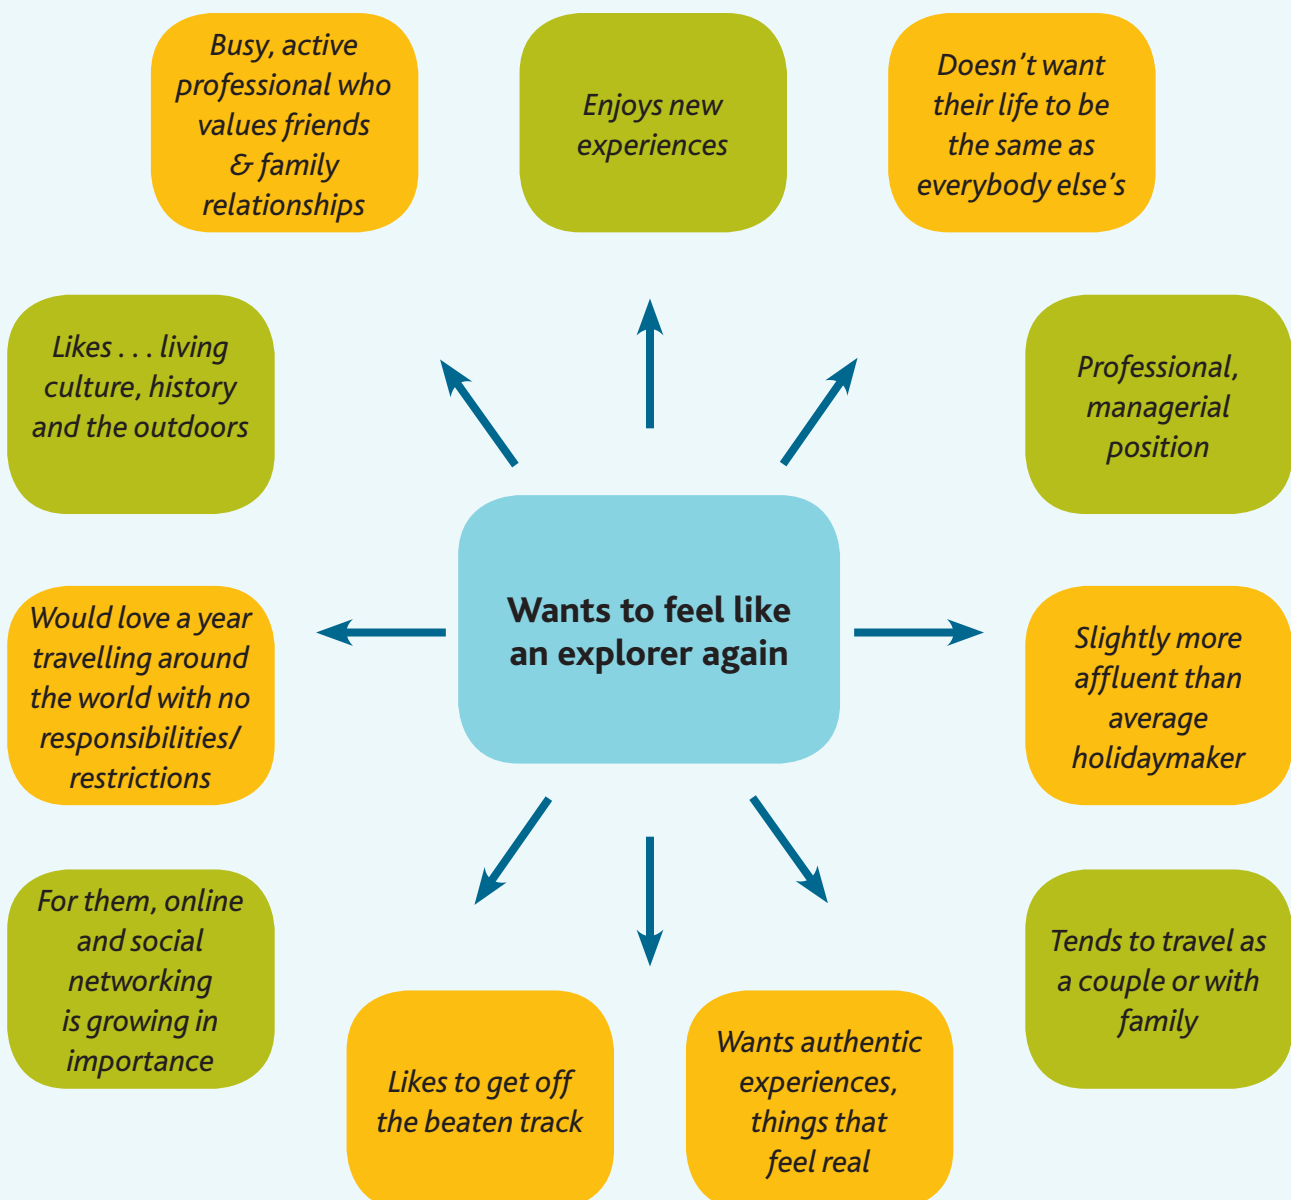 Busy, active
professional who
values friends
& family
relationships
Enjoys new
experiences
Doesn't want
their life to be
the same as
everybody else's
Likes . . . living
culture, history
and the outdoors
Professional,
managerial
position
Wants to feel like
an explorer again
Would love a year
travelling around
the world with no
responsibilities/
restrictions
Slightly more
affluent than
average
holidaymaker
For them, online
and social
networking
is growing in
importance
Tends to travel as
a couple or with
family
Likes to get off
the beaten track
Wants authentic
experiences,
things that
feel real